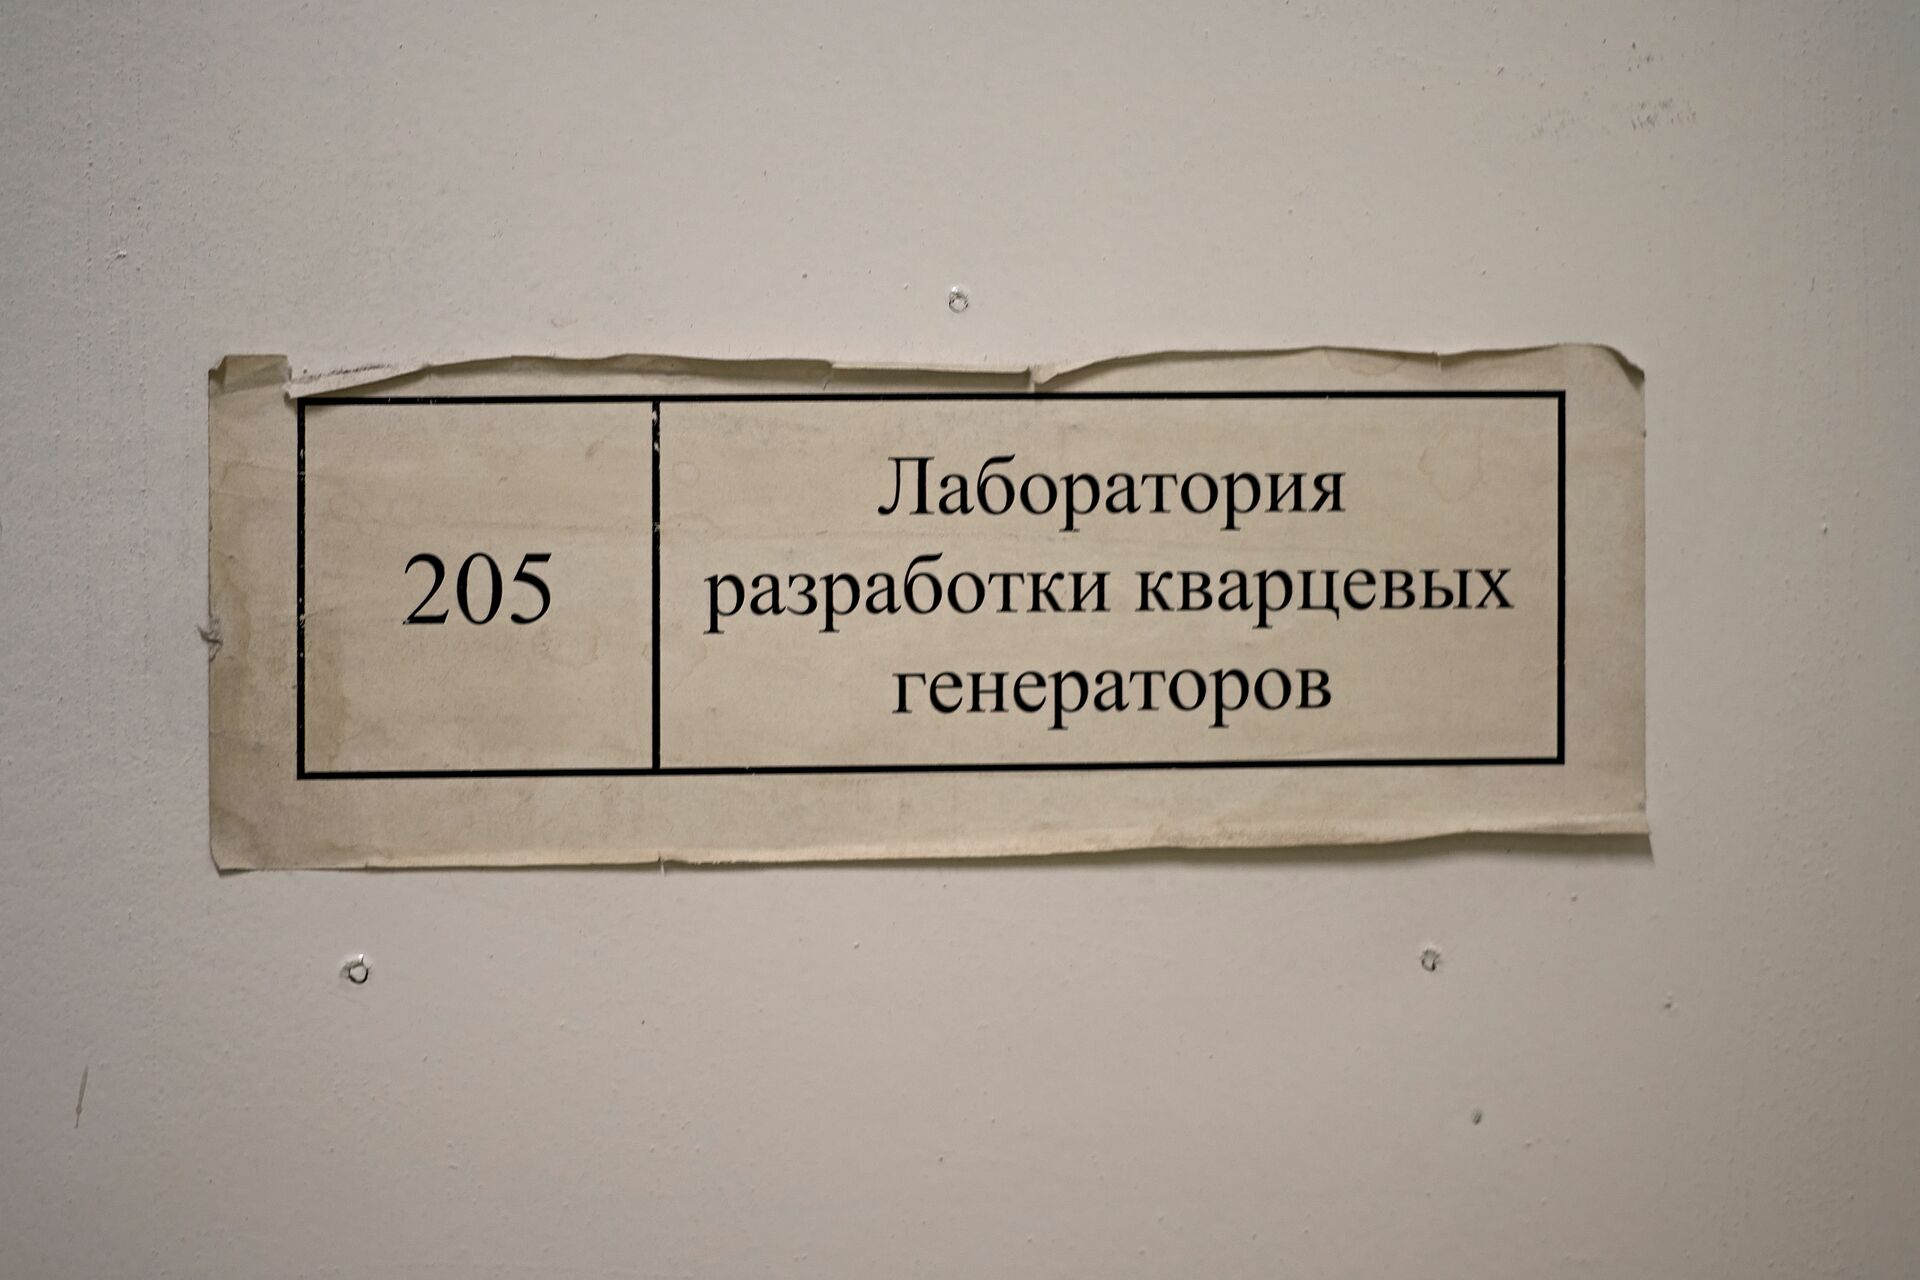 205
Лаборатория
разработки кварцевых
генераторов